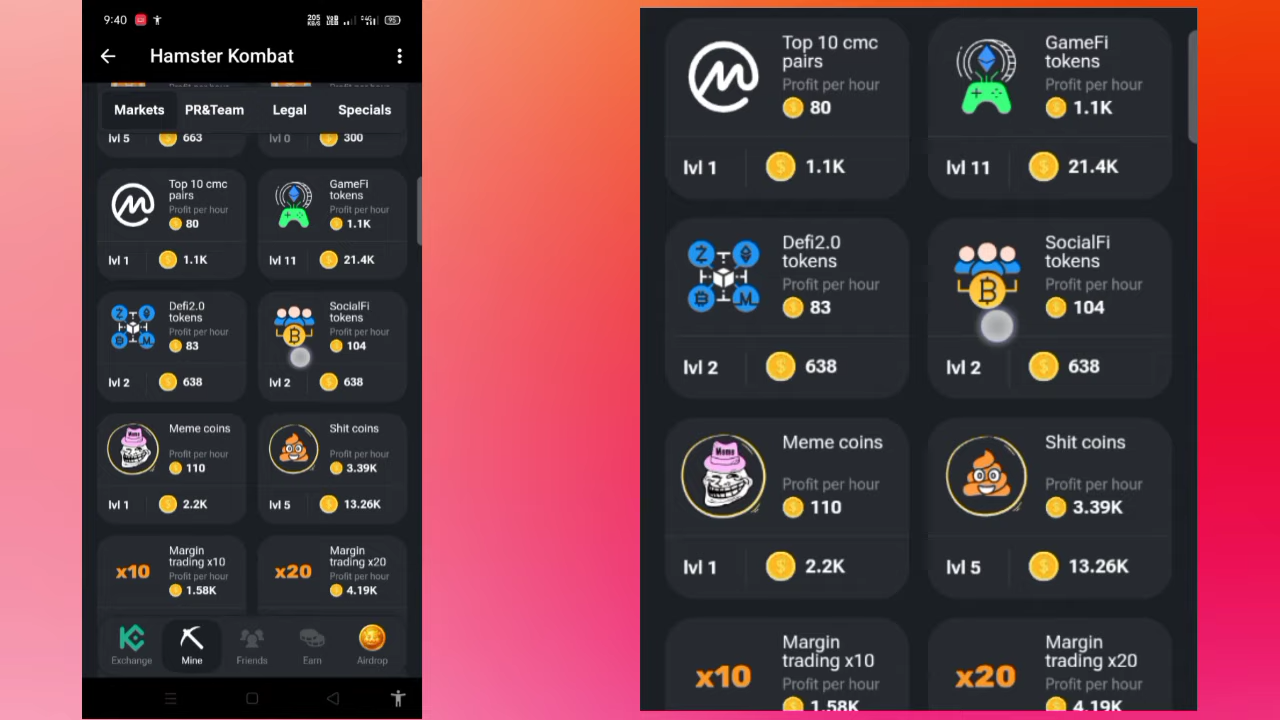 9:40
205 KB/S
4G
95
Hamster Kombat
Markets PR&Team Legal Specials
lvl 5 663 lvl 0 300
Top 10 cmc pairs
Profit per hour
80
lvl 1 1.1K
GameFi tokens
Profit per hour
1.1K
lvl 11 21.4K
Defi2.0 tokens
Profit per hour
83
lvl 2 638
SocialFi tokens
Profit per hour
104
lvl 2 638
Meme coins
Profit per hour
110
lvl 1 2.2K
Shit coins
Profit per hour
3.39K
lvl 5 13.26K
x10
Margin trading x10
Profit per hour
1.58K
x20
Margin trading x20
Profit per hour
4.19K
Exchange Mine Friends Earn Airdrop
Top 10 cmc
pairs
Profit per hour
80
lvl 1 1.1K
GameFi
tokens
Profit per hour
1.1K
lvl 11 21.4K
Defi2.0
tokens
Profit per hour
83
lvl 2 638
SocialFi
tokens
Profit per hour
104
lvl 2 638
Meme
Meme coins
Profit per hour
110
lvl 1 2.2K
Shit coins
Profit per hour
3.39K
lvl 5 13.26K
x10
Margin
trading x10
Profit per hour
1.58K
x20
Margin
trading x20
Profit per hour
4.19K